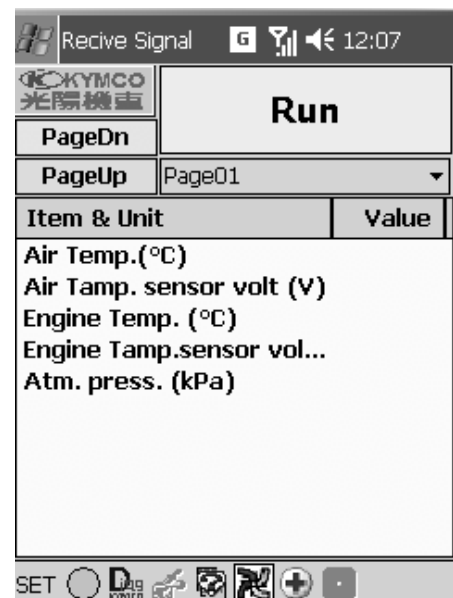 Recive Signal G 12:07
KYMCO
光陽機車
Run
PageDn
PageUp Page01
Item & Unit Value
Air Temp.(°C)
Air Tamp. sensor volt (V)
Engine Temp. (°C)
Engine Tamp.sensor vol...
Atm. press. (kPa)
SET Diag